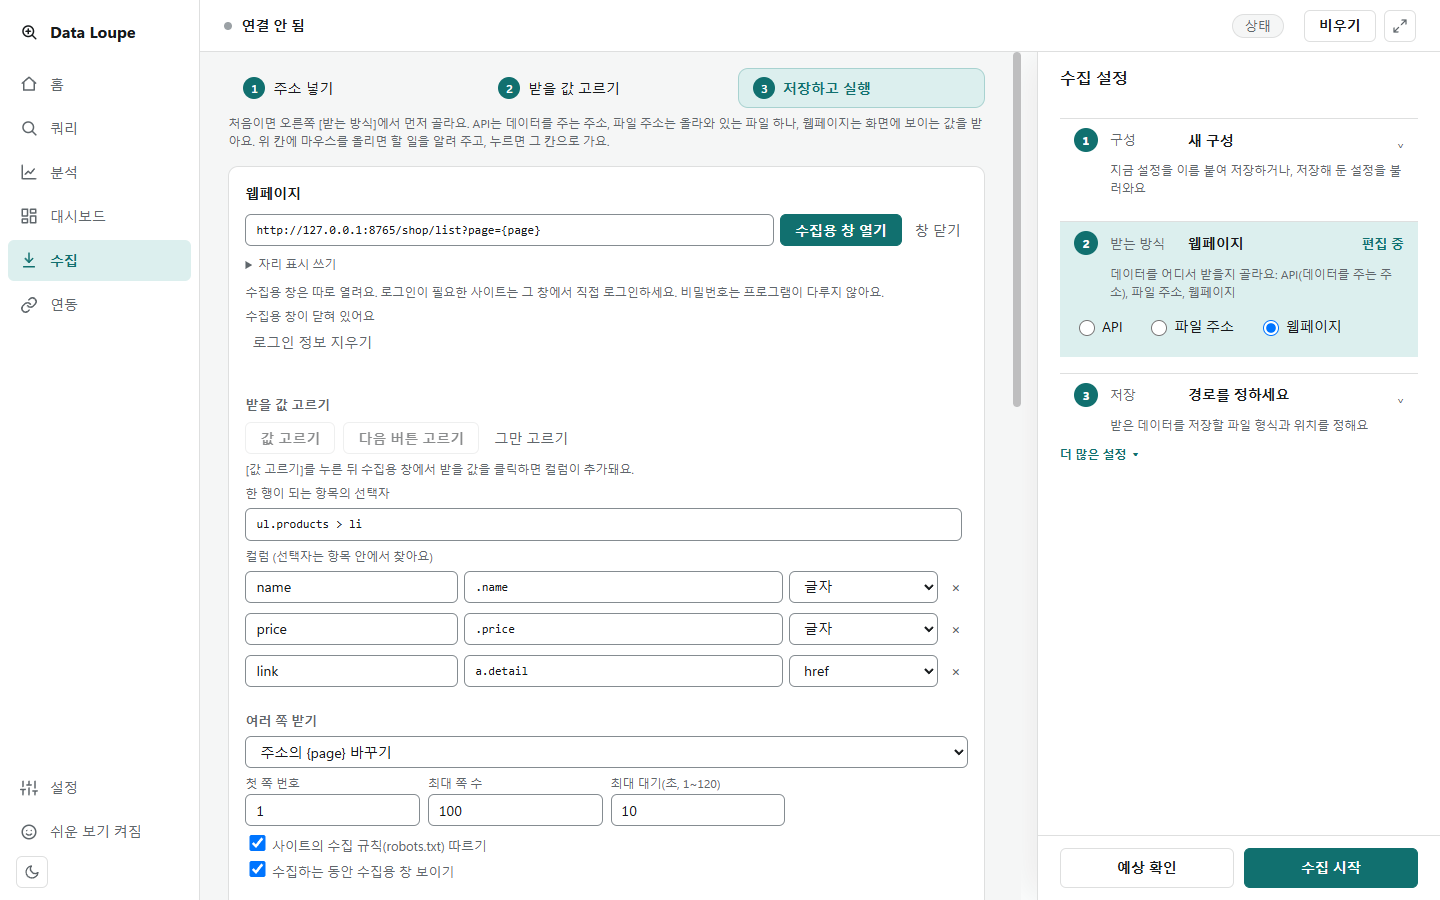 Data Loupe
홈
쿼리
분석
대시보드
수집
연동
설정
쉬운 보기 켜짐
연결 안 됨
상태
비우기
1 주소 넣기
2 받을 값 고르기
3 저장하고 실행
처음이면 오른쪽 [받는 방식]에서 먼저 골라요. API는 데이터를 주는 주소, 파일 주소는 올라와 있는 파일 하나, 웹페이지는 화면에 보이는 값을 받
아요. 위 칸에 마우스를 올리면 할 일을 알려 주고, 누르면 그 칸으로 가요.
웹페이지
http://127.0.0.1:8765/shop/list?page={page}
수집용 창 열기
창 닫기
▶ 자리 표시 쓰기
수집용 창은 따로 열려요. 로그인이 필요한 사이트는 그 창에서 직접 로그인하세요. 비밀번호는 프로그램이 다루지 않아요.
수집용 창이 닫혀 있어요
로그인 정보 지우기
받을 값 고르기
값 고르기
다음 버튼 고르기
그만 고르기
[값 고르기]를 누른 뒤 수집용 창에서 받을 값을 클릭하면 컬럼이 추가돼요.
한 행이 되는 항목의 선택자
ul.products > li
컬럼 (선택자는 항목 안에서 찾아요)
name .name 글자 ×
price .price 글자 ×
link a.detail href ×
여러 쪽 받기
주소의 {page} 바꾸기
첫 쪽 번호 최대 쪽 수 최대 대기(초, 1~120)
1 100 10
사이트의 수집 규칙(robots.txt) 따르기
수집하는 동안 수집용 창 보이기
수집 설정
1 구성 새 구성
지금 설정을 이름 붙여 저장하거나, 저장해 둔 설정을 불
러와요
2 받는 방식 웹페이지 편집 중
데이터를 어디서 받을지 골라요: API(데이터를 주는 주
소), 파일 주소, 웹페이지
API 파일 주소 웹페이지
3 저장 경로를 정하세요
받은 데이터를 저장할 파일 형식과 위치를 정해요
더 많은 설정
예상 확인
수집 시작